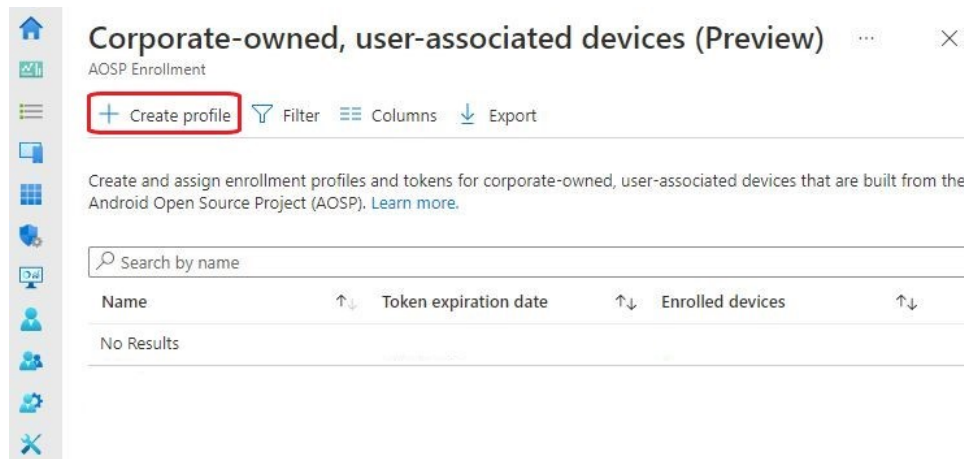 Corporate-owned, user-associated devices (Preview) ...
AOSP Enrollment
Create profile Filter Columns Export
Create and assign enrollment profiles and tokens for corporate-owned, user-associated devices that are built from the
Android Open Source Project (AOSP). Learn more.
Search by name
Name Token expiration date Enrolled devices
No Results